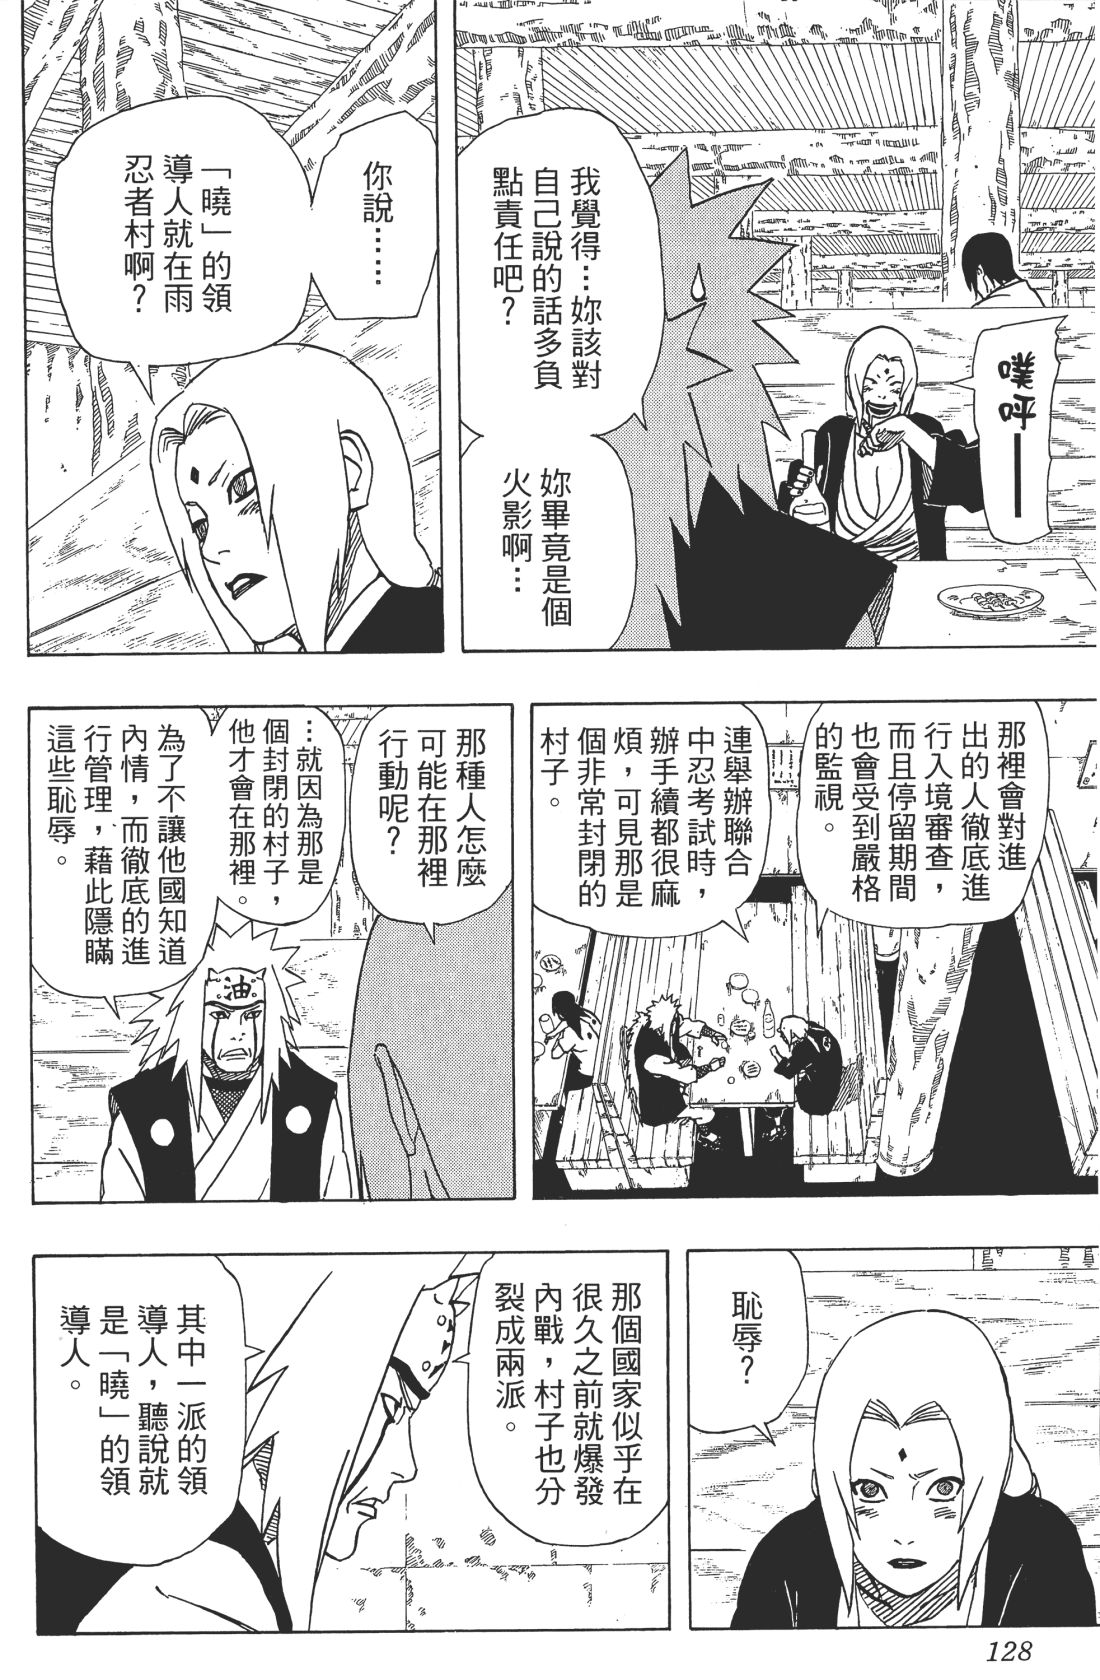 噗呼——
我覺得…妳該對
自己說的話多負
點責任吧？
妳畢竟是個
火影啊…
你說……
「曉」的領
導人就在雨
忍者村啊？
那裡會對進
出的人徹底進
行入境審查，
而且停留期間
也會受到嚴格
的監視。
連舉辦聯合
中忍考試時，
辦手續都很麻
煩，可見那是
個非常封閉的
村子。
那種人怎麼
可能在那裡
行動呢？
…就因為那是
個封閉的村子，
他才會在那裡。
為了不讓他國知道
內情，而徹底的進
行管理，藉此隱瞞
這些恥辱。
油
恥辱？
那個國家似乎在
很久之前就爆發
內戰，村子也分
裂成兩派。
其中一派的領
導人，聽說就
是「曉」的領
導人。
128